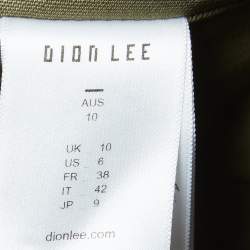 DION LEE
AUS
10
UK 10
US 6
FR 38
IT 42
JP 9
dionlee.com